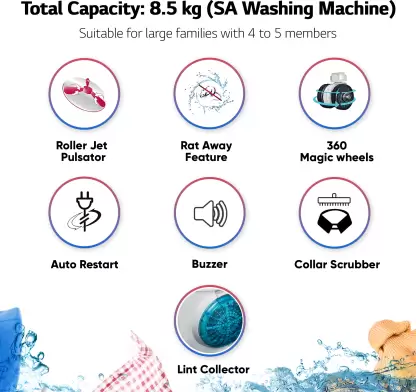 Total Capacity: 8.5 kg (SA Washing Machine)
Suitable for large families with 4 to 5 members
Roller Jet
Pulsator
Rat Away
Feature
360
Magic wheels
Auto Restart
Buzzer
Collar Scrubber
Lint Collector